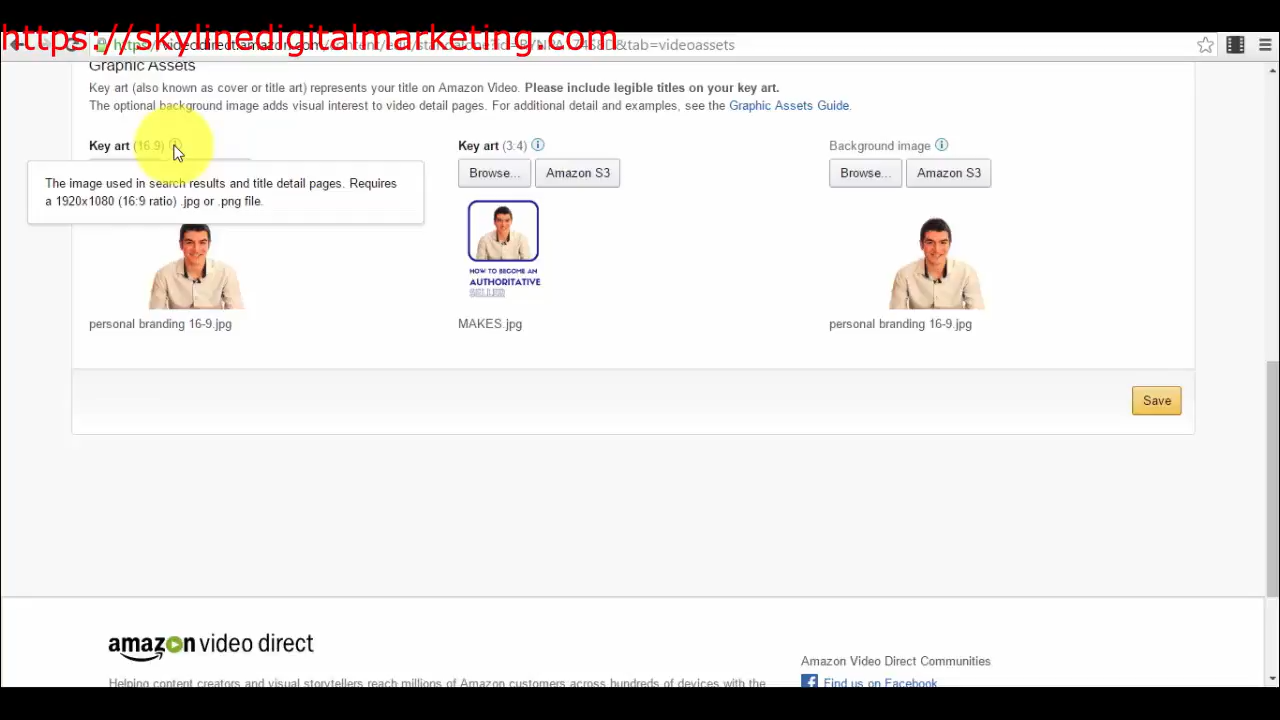 https://skylinedigitalmarketing.com
&tab=videoassets
Graphic Assets
Key art (also known as cover or title art) represents your title on Amazon Video. Please include legible titles on your key art.
The optional background image adds visual interest to video detail pages. For additional detail and examples, see the Graphic Assets Guide.
Key art (16:9)
Key art (3:4)
Background image
Browse... Amazon S3
Browse... Amazon S3
The image used in search results and title detail pages. Requires
a 1920x1080 (16:9 ratio) .jpg or .png file.
HOW TO BECOME AN
AUTHORITATIVE
SELLER
personal branding 16-9.jpg
MAKES.jpg
personal branding 16-9.jpg
Save
amazon video direct
Amazon Video Direct Communities
Helping content creators and visual storytellers reach millions of Amazon customers across hundreds of devices with the
Find us on Facebook